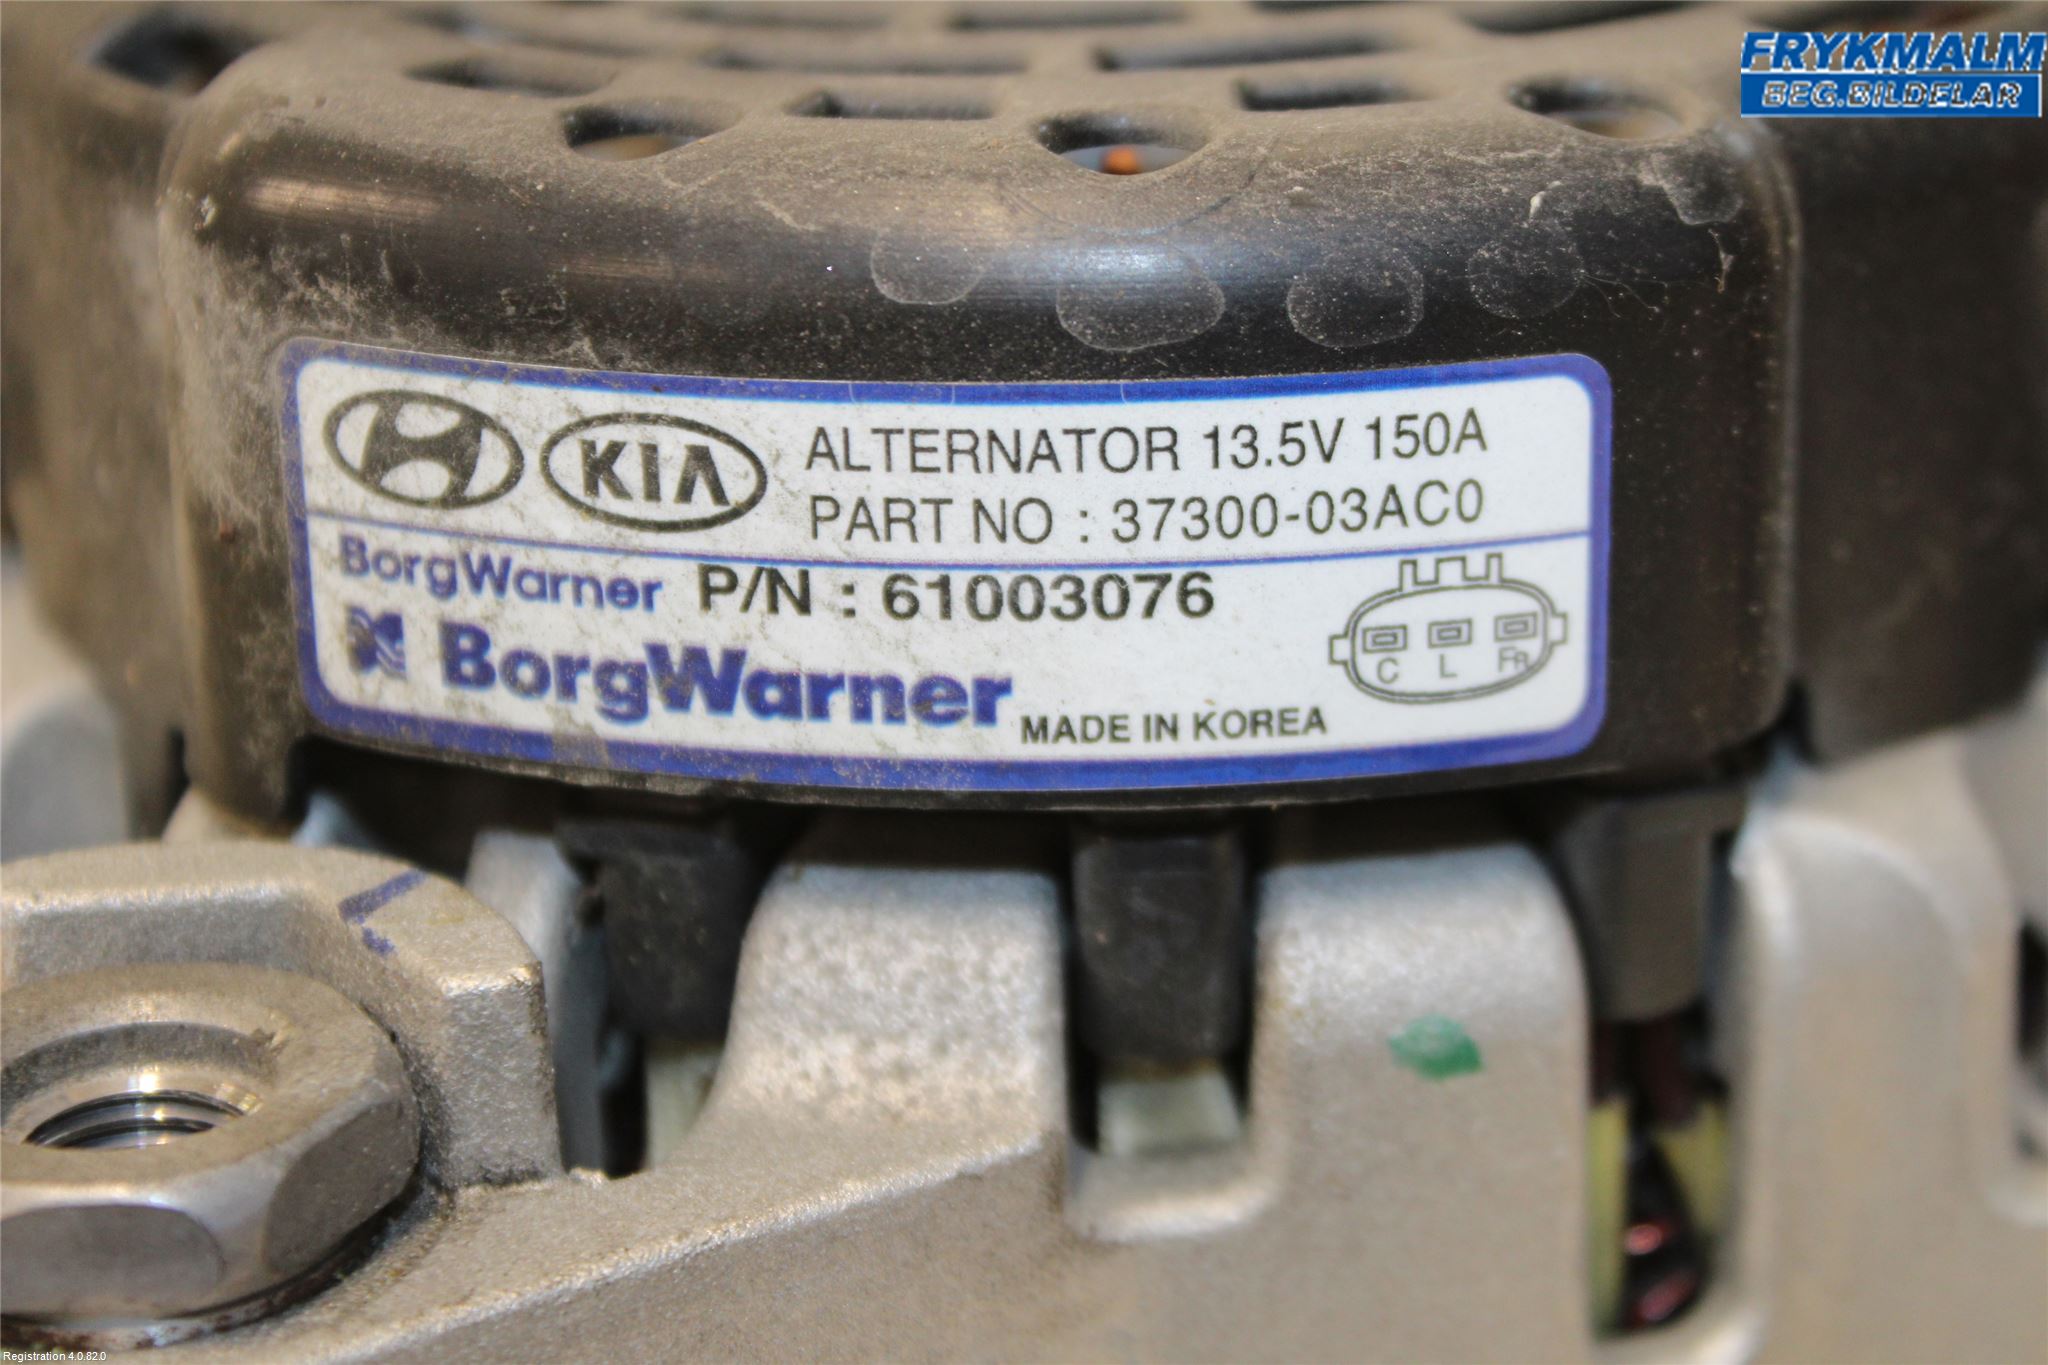 FRYKMALM
BEG.BILDELAR
KIA
ALTERNATOR 13.5V 150A
PART NO : 37300-03AC0
BorgWarner P/N : 61003076
BorgWarner
MADE IN KOREA
C L FR
Registration 4.0.82.0